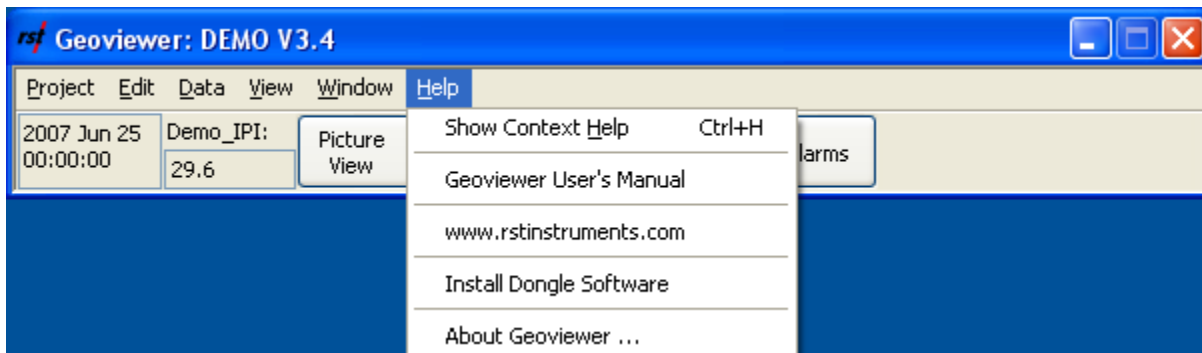 rst Geoviewer: DEMO V3.4
Project Edit Data View Window Help
2007 Jun 25
00:00:00
Demo_IPI:
29.6
Picture
View
larms
Show Context Help Ctrl+H
Geoviewer User's Manual
www.rstinstruments.com
Install Dongle Software
About Geoviewer ...